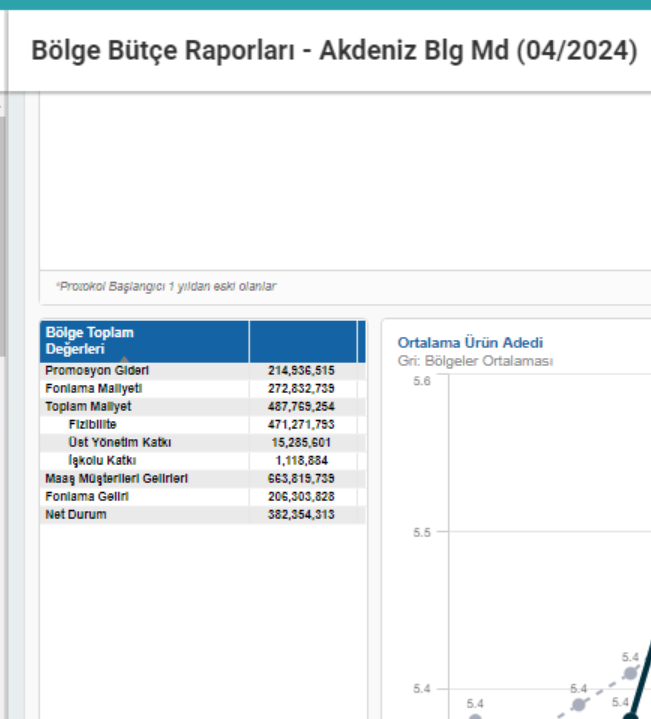 Bölge Bütçe Raporları - Akdeniz Blg Md (04/2024)
*Protokol Başlangıcı 1 yıldan eski olanlar
Bölge Toplam
Değerleri
Promosyon Gideri 214,936,515
Fonlama Maliyeti 272,832,739
Toplam Maliyet 487,769,254
Fizibilite 471,271,793
Üst Yönetim Katkı 15,285,601
İşkolu Katkı 1,118,884
Maaş Müşterileri Gelirleri 663,819,739
Fonlama Geliri 206,303,828
Net Durum 382,354,313
Ortalama Ürün Adedi
Gri: Bölgeler Ortalaması
5.6
5.5
5.4
5.4
5.4
5.4
5.4